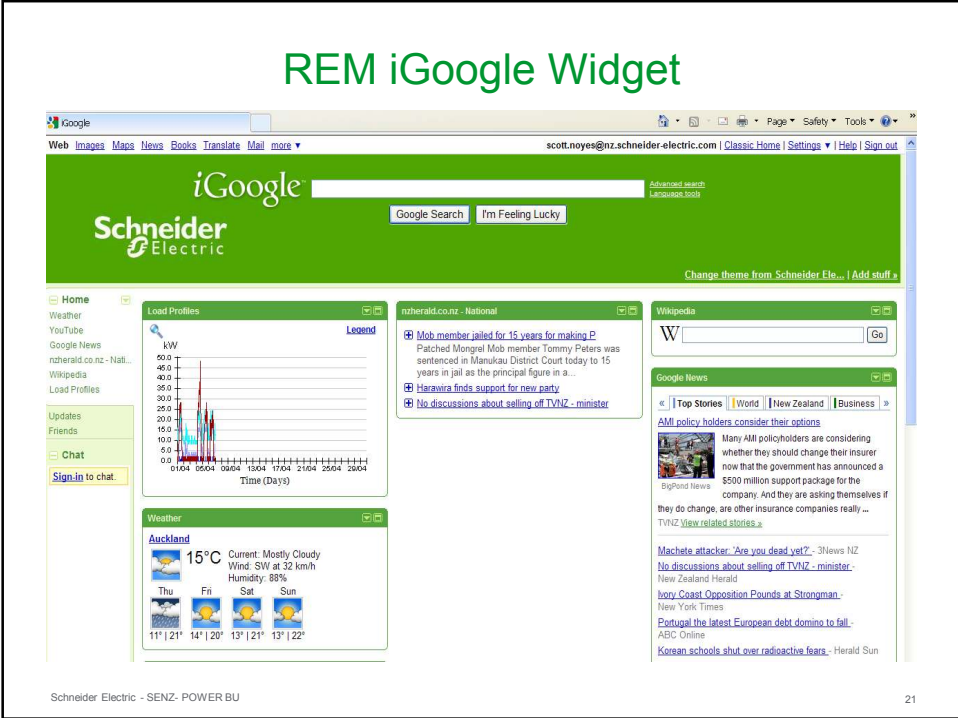 REM iGoogle Widget
iGoogle
Page Safety Tools
Web Images Maps News Books Translate Mail more ▼
scott.noyes@nz.schneider-electric.com | Classic Home | Settings ▼ | Help | Sign out
iGoogle™
Advanced search
Language tools
Google Search I'm Feeling Lucky
Schneider
Electric
Change theme from Schneider Ele... | Add stuff »
Home
Weather
YouTube
Google News
nzherald.co.nz - Nati...
Wikipedia
Load Profiles
Updates
Friends
Chat
Sign-in to chat.
Load Profiles
Legend
kW
50.0
45.0
40.0
35.0
30.0
25.0
20.0
15.0
10.0
5.0
0.0
01/04 05/04 09/04 13/04 17/04 21/04 25/04 29/04
Time (Days)
Weather
Auckland
15°C
Current: Mostly Cloudy
Wind: SW at 32 km/h
Humidity: 88%
Thu Fri Sat Sun
11° | 21° 14° | 20° 13° | 21° 13° | 22°
nzherald.co.nz - National
Mob member jailed for 15 years for making P
Patched Mongrel Mob member Tommy Peters was
sentenced in Manukau District Court today to 15
years in jail as the principal figure in a...
Harawira finds support for new party
No discussions about selling off TVNZ - minister
Wikipedia
W Go
Google News
« Top Stories World New Zealand Business »
AMI policy holders consider their options
Many AMI policyholders are considering
whether they should change their insurer
now that the government has announced a
$500 million support package for the
company. And they are asking themselves if
they do change, are other insurance companies really ...
BigPond News
TVNZ View related stories »
Machete attacker: 'Are you dead yet?' - 3News NZ
No discussions about selling off TVNZ - minister -
New Zealand Herald
Ivory Coast Opposition Pounds at Strongman -
New York Times
Portugal the latest European debt domino to fall -
ABC Online
Korean schools shut over radioactive fears - Herald Sun
Schneider Electric - SENZ- POWER BU
21